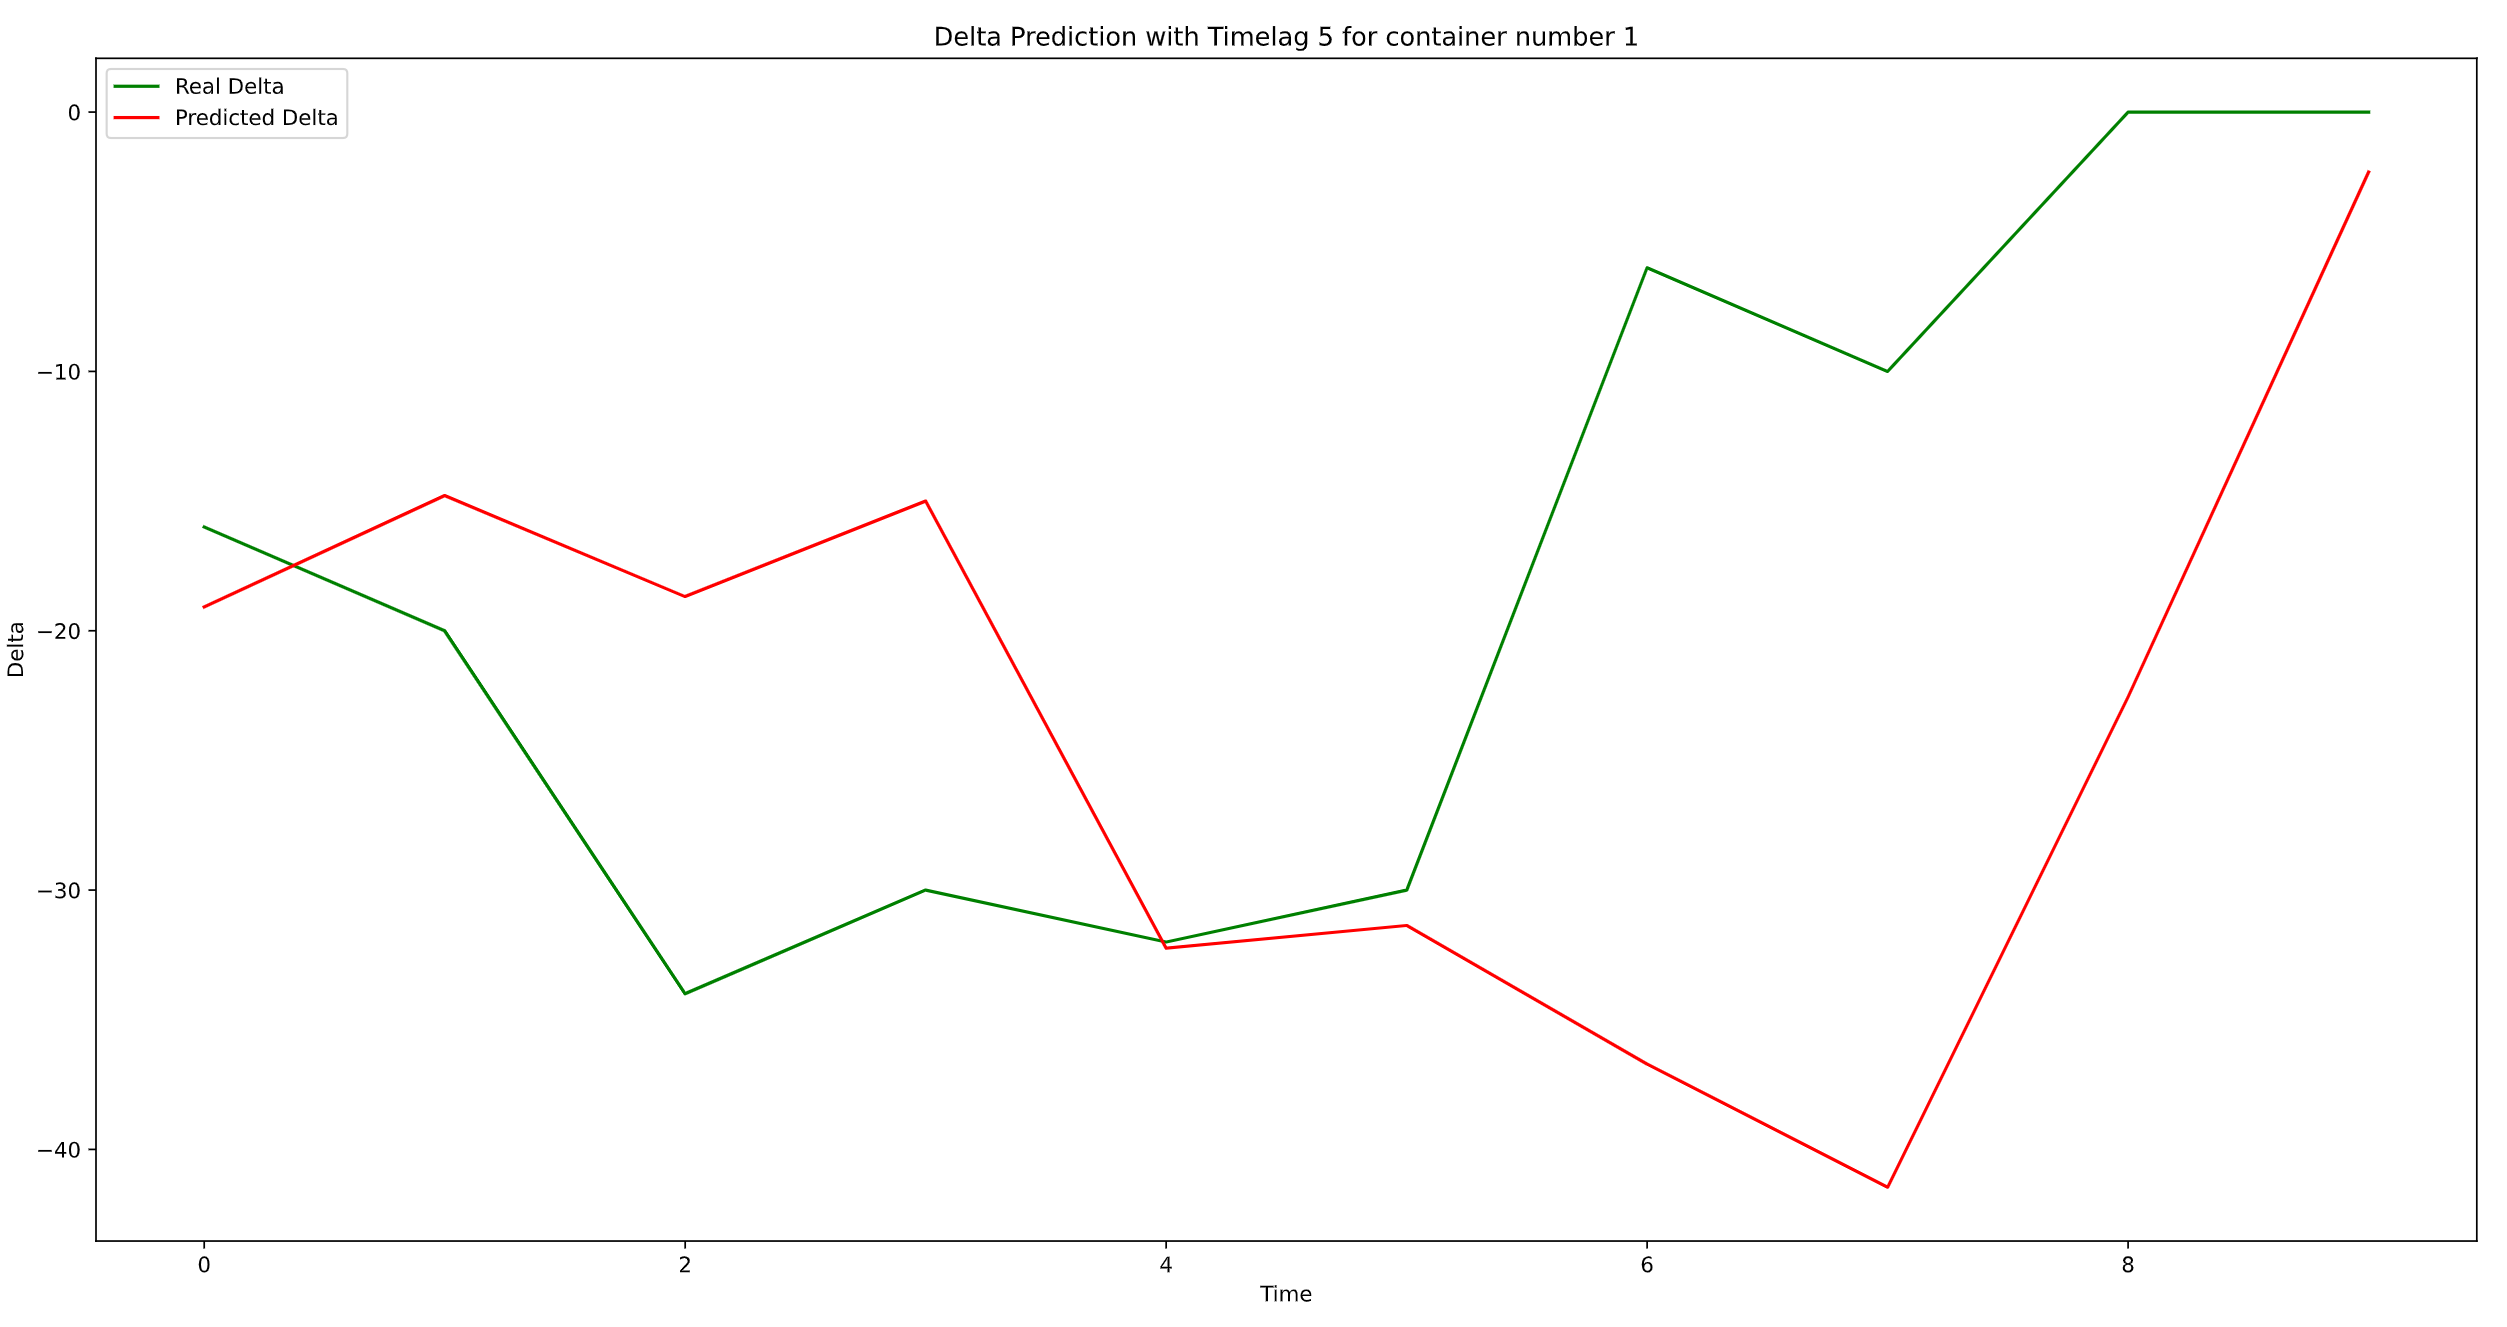 Delta Prediction with Timelag 5 for container number 1
Real Delta
Predicted Delta
0
−10
−20
−30
−40
Delta
0 2 4 6 8
Time